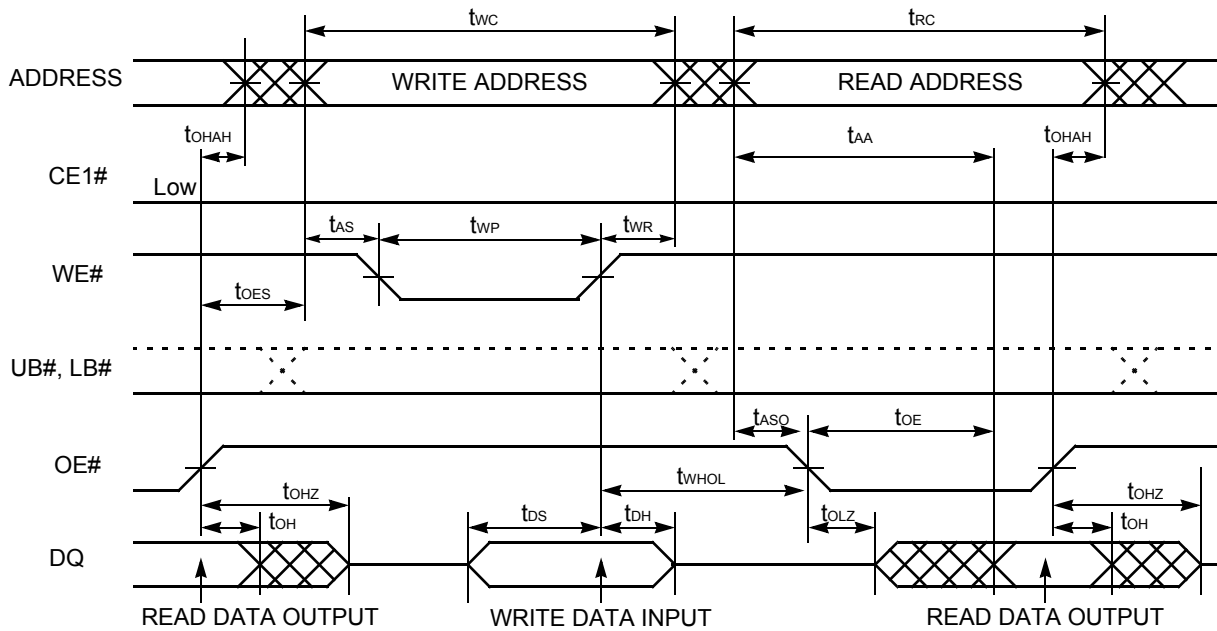 tWC tRC
ADDRESS WRITE ADDRESS READ ADDRESS
tOHAH tAA tOHAH
CE1# Low
tAS tWP tWR
WE#
tOES
UB#, LB#
tASO tOE
OE#
tWHOL
tOHZ tOHZ
tOH tDS tDH tOLZ tOH
DQ
READ DATA OUTPUT WRITE DATA INPUT READ DATA OUTPUT